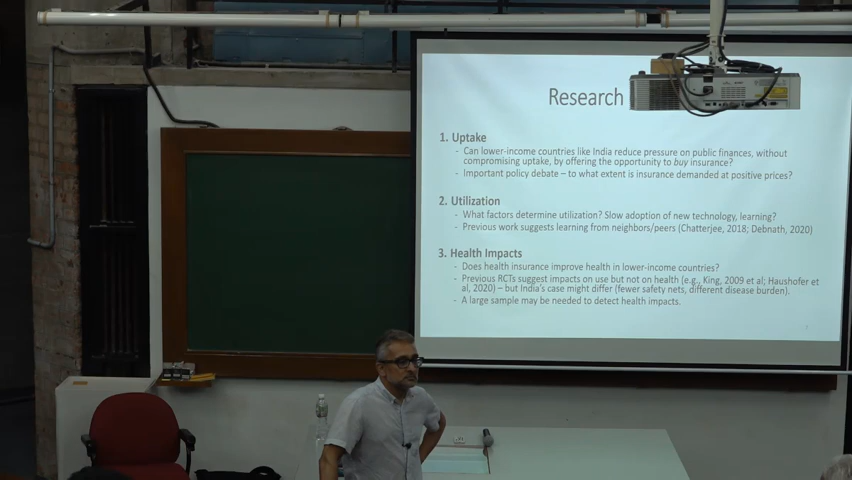 Research
1. Uptake
- Can lower-income countries like India reduce pressure on public finances, without
compromising uptake, by offering the opportunity to buy insurance?
- Important policy debate – to what extent is insurance demanded at positive prices?
2. Utilization
- What factors determine utilization? Slow adoption of new technology, learning?
- Previous work suggests learning from neighbors/peers (Chatterjee, 2018; Debnath, 2020)
3. Health Impacts
- Does health insurance improve health in lower-income countries?
- Previous RCTs suggest impacts on use but not on health (e.g., King, 2009 et al; Haushofer et
al, 2020) – but India's case might differ (fewer safety nets, different disease burden).
- A large sample may be needed to detect health impacts.